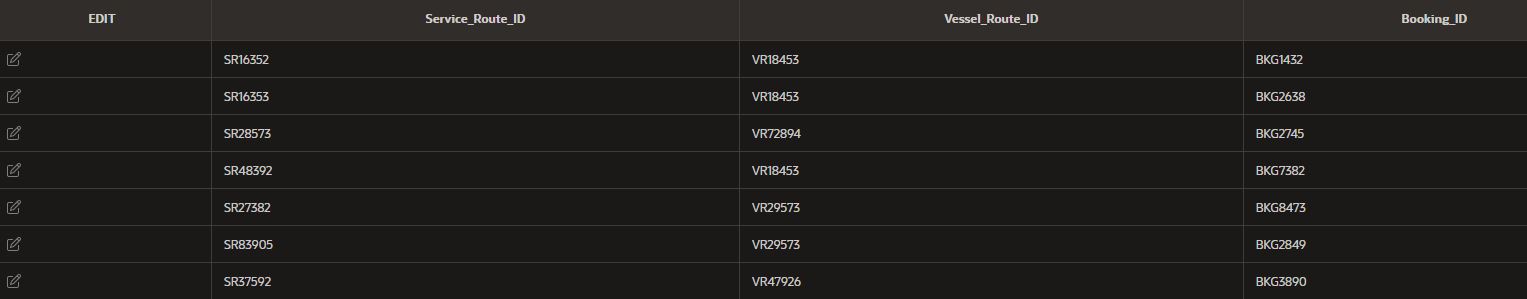 EDIT Service_Route_ID Vessel_Route_ID Booking_ID
SR16352 VR18453 BKG1432
SR16353 VR18453 BKG2638
SR28573 VR72894 BKG2745
SR48392 VR18453 BKG7382
SR27382 VR29573 BKG8473
SR83905 VR29573 BKG2849
SR37592 VR47926 BKG3890